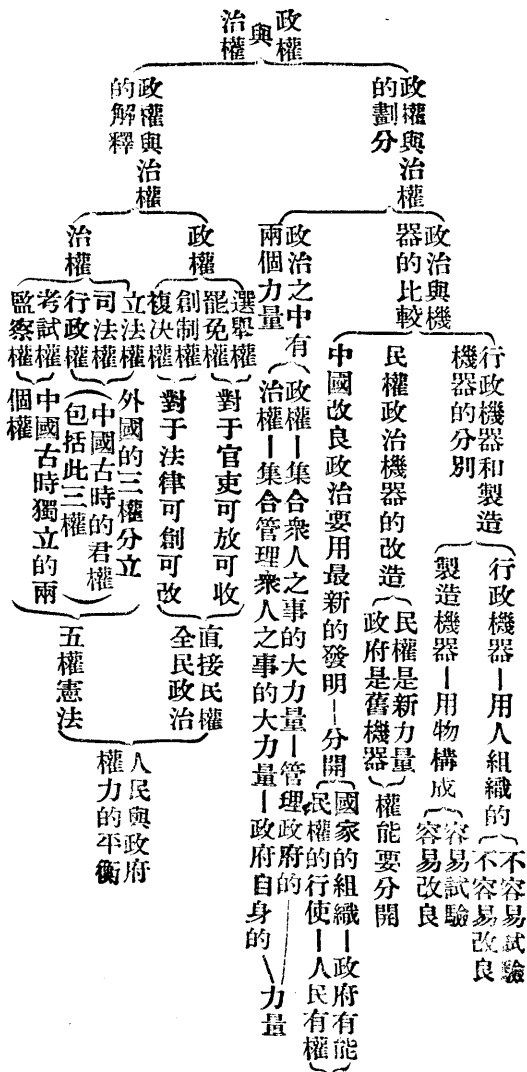 政權
與
治權
政權與治權
的劃分
政治與機
器的比較
行政機器和製造
機器的分別
行政機器—用人組織的
不容易試驗
不容易改良
製造機器—用物構成
容易試驗
容易改良
民權政治機器的改造
民權是新力量
政府是舊機器
權能要分開
中國改良政治要用最新的發明—分開
國家的組織—政府有能
民權的行使—人民有權
政治之中有
兩個力量
政權—集合衆人之事的大力量—管理政府的
治權—集合管理衆人之事的大力量—政府自身的
力量
政權與治權
的解釋
政權
選舉權
罷免權
對于官吏可放可收
創制權
複決權
對于法律可創可改
直接民權
全民政治
治權
立法權
司法權
行政權
外國的三權分立
(中國古時的君權
包括此三權)
考試權
監察權
中國古時獨立的兩
個權
五權憲法
人民與政府
權力的平衡